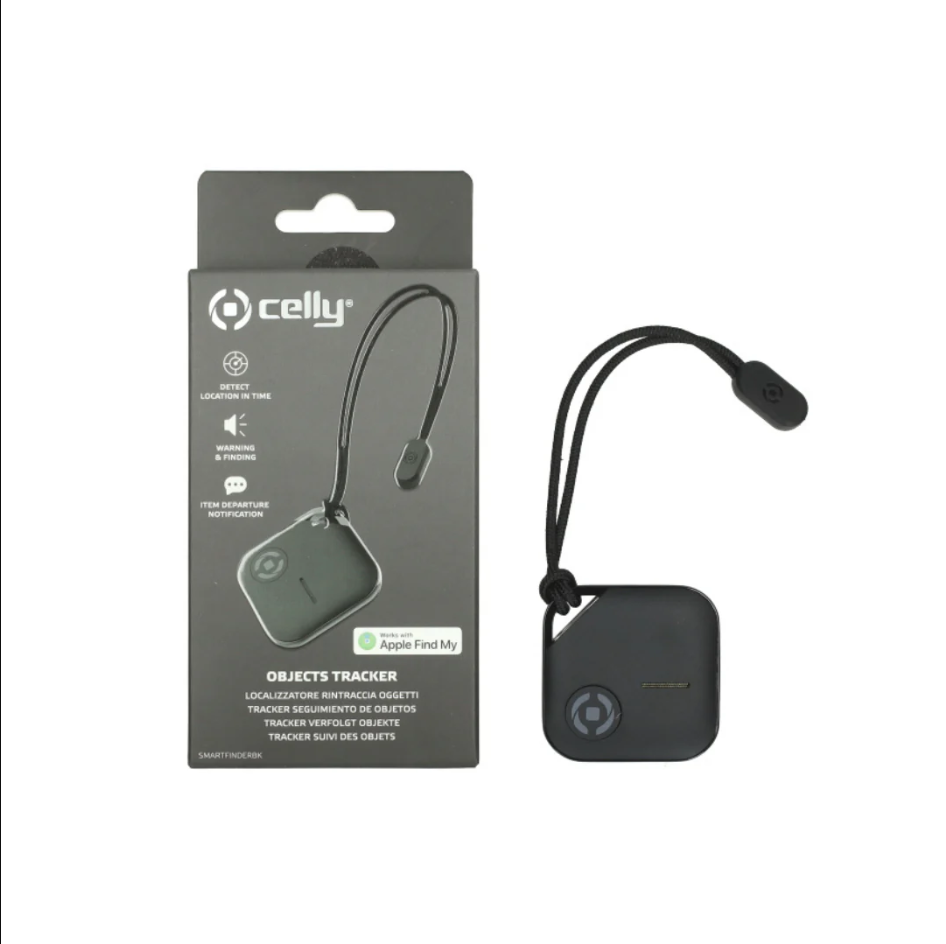 celly®
DETECT
LOCATION IN TIME
WARNING
& FINDING
ITEM DEPARTURE
NOTIFICATION
Works with
Apple Find My
OBJECTS TRACKER
LOCALIZZATORE RINTRACCIA OGGETTI
TRACKER SEGUIMIENTO DE OBJETOS
TRACKER VERFOLGT OBJEKTE
TRACKER SUIVI DES OBJETS
SMARTFINDERBK